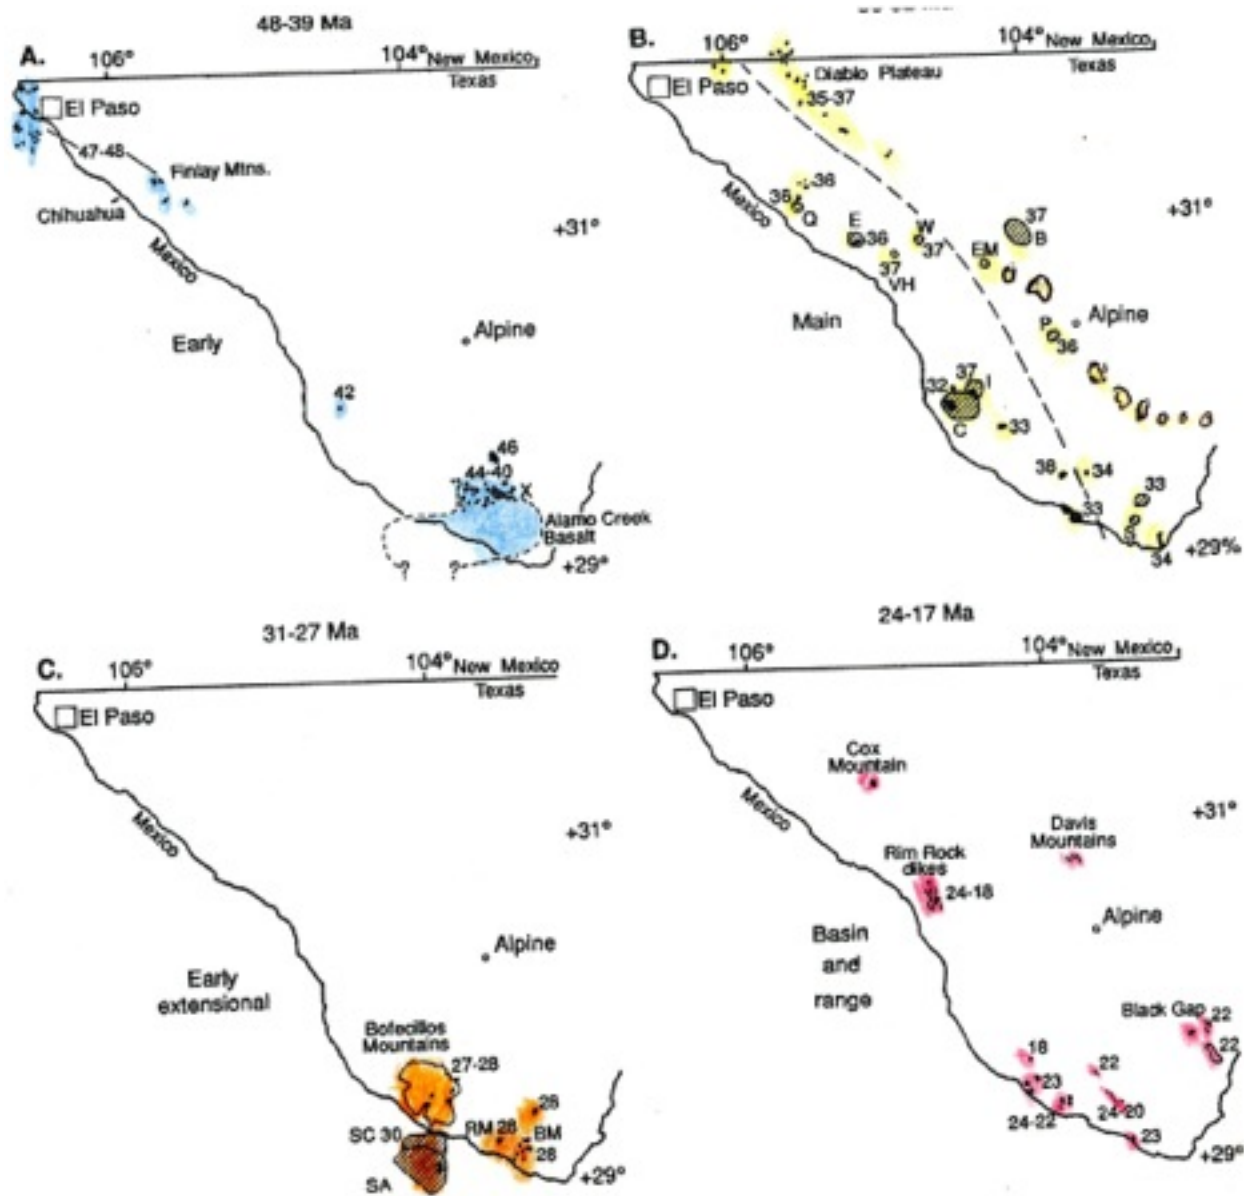 48-39 Ma
A.
106°
104°
New Mexico
Texas
El Paso
47-48
Finlay Mtns.
Chihuahua
Mexico
Early
Alpine
42
46
44-40
X
Alamo Creek
Basalt
?
?
+31°
+29°
B.
106°
104°
New Mexico
Texas
El Paso
Diablo Plateau
35-37
Mexico
36
36
Q
E
36
37
VH
W
37
37
B
EM
+31°
Main
P
36
Alpine
37
I
32
C
33
38
34
33
33
S
34
+29%
31-27 Ma
C.
106°
104°
New Mexico
Texas
El Paso
Mexico
+31°
Early
extensional
Alpine
Bofecillos
Mountains
27-28
28
RM 28
BM
28
SC 30
SA
+29°
24-17 Ma
D.
106°
104°
New Mexico
Texas
El Paso
Cox
Mountain
Mexico
+31°
Davis
Mountains
Rim Rock
dikes
24-18
Basin
and
range
Alpine
Black Gap
22
22
18
22
23
24-22
24-20
23
+29°